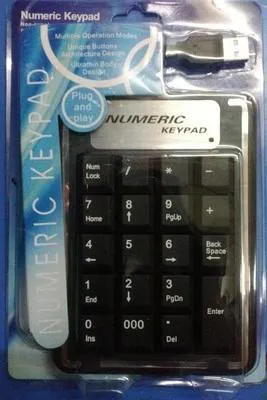 Numeric Keypad
Multiple Operation Modes
Unique Buttons
Architecture Design
Ultrathin Body
Design
Plug
and
play
NUMERIC KEYPAD
NUMERIC
KEYPAD
Num
Lock
/
*
-
7
Home
8
↑
9
PgUp
+
4
←
5
6
→
Back
Space
←
1
End
2
↓
3
PgDn
Enter
0
Ins
000
.
Del